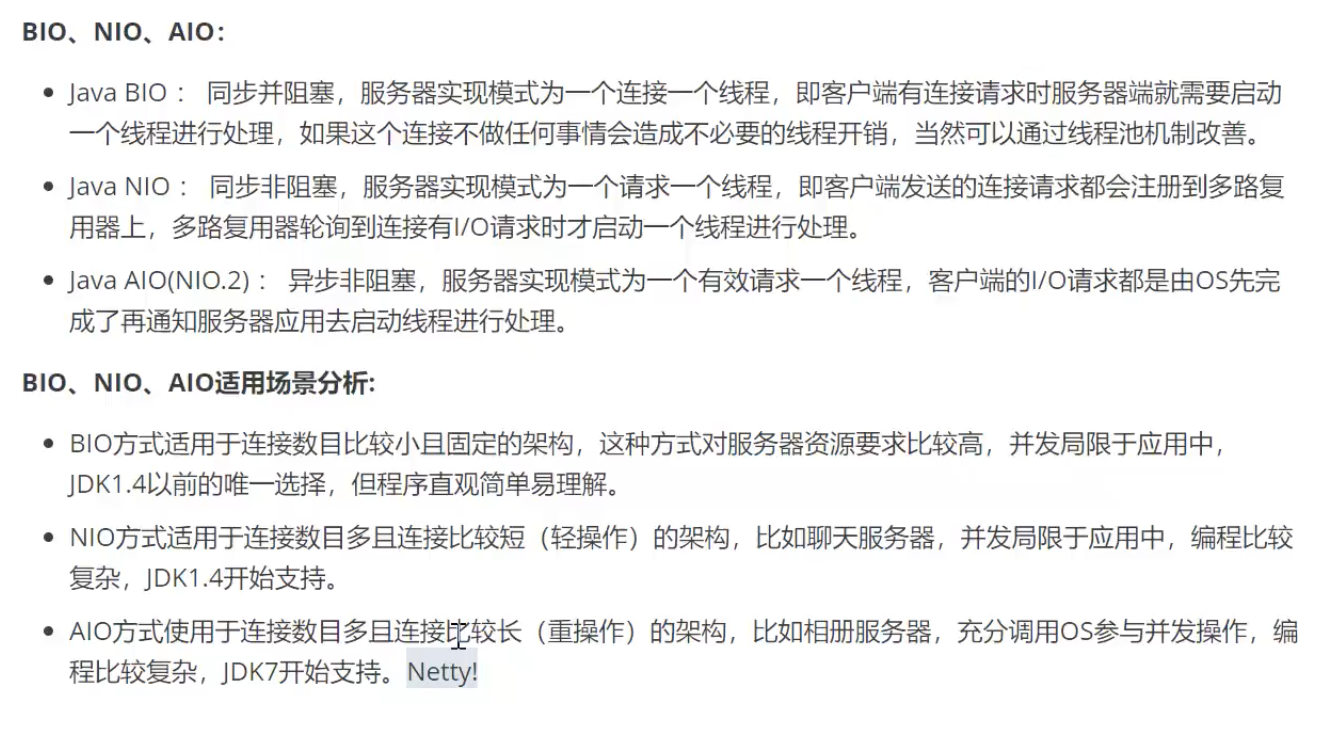 BIO、NIO、AIO：
Java BIO ： 同步并阻塞，服务器实现模式为一个连接一个线程，即客户端有连接请求时服务器端就需要启动
一个线程进行处理，如果这个连接不做任何事情会造成不必要的线程开销，当然可以通过线程池机制改善。
Java NIO ： 同步非阻塞，服务器实现模式为一个请求一个线程，即客户端发送的连接请求都会注册到多路复
用器上，多路复用器轮询到连接有I/O请求时才启动一个线程进行处理。
Java AIO(NIO.2) ： 异步非阻塞，服务器实现模式为一个有效请求一个线程，客户端的I/O请求都是由OS先完
成了再通知服务器应用去启动线程进行处理。
BIO、NIO、AIO适用场景分析:
BIO方式适用于连接数目比较小且固定的架构，这种方式对服务器资源要求比较高，并发局限于应用中，
JDK1.4以前的唯一选择，但程序直观简单易理解。
NIO方式适用于连接数目多且连接比较短（轻操作）的架构，比如聊天服务器，并发局限于应用中，编程比较
复杂，JDK1.4开始支持。
AIO方式使用于连接数目多且连接比较长（重操作）的架构，比如相册服务器，充分调用OS参与并发操作，编
程比较复杂，JDK7开始支持。Netty!